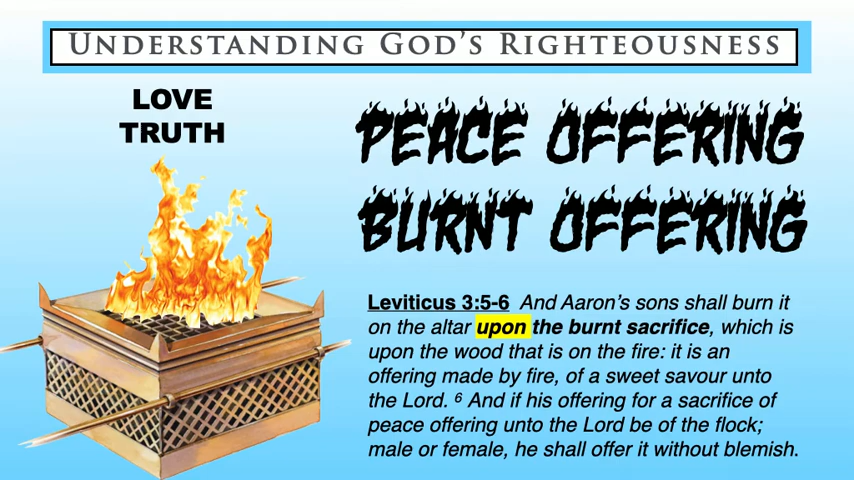 UNDERSTANDING GOD'S RIGHTEOUSNESS
LOVE
TRUTH
PEACE OFFERING
BURNT OFFERING
Leviticus 3:5-6 And Aaron's sons shall burn it
on the altar upon the burnt sacrifice, which is
upon the wood that is on the fire: it is an
offering made by fire, of a sweet savour unto
the Lord. 6 And if his offering for a sacrifice of
peace offering unto the Lord be of the flock;
male or female, he shall offer it without blemish.